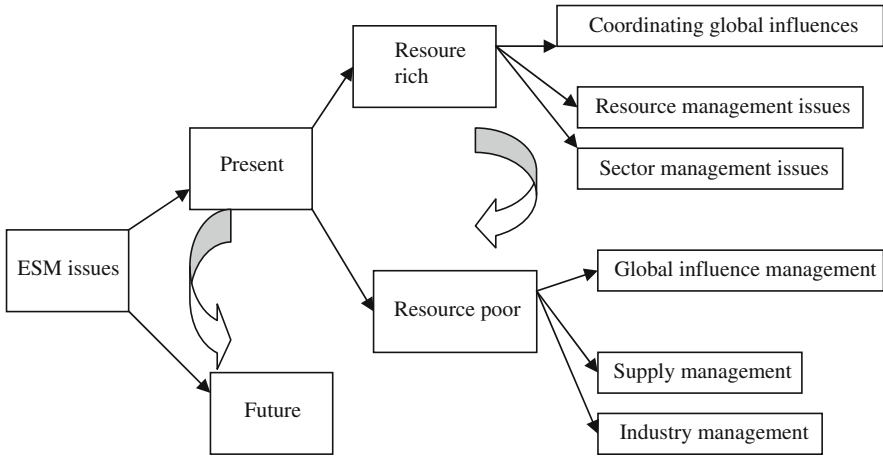 ESM issues
Present
Future
Resoure
rich
Resource poor
Coordinating global influences
Resource management issues
Sector management issues
Global influence management
Supply management
Industry management